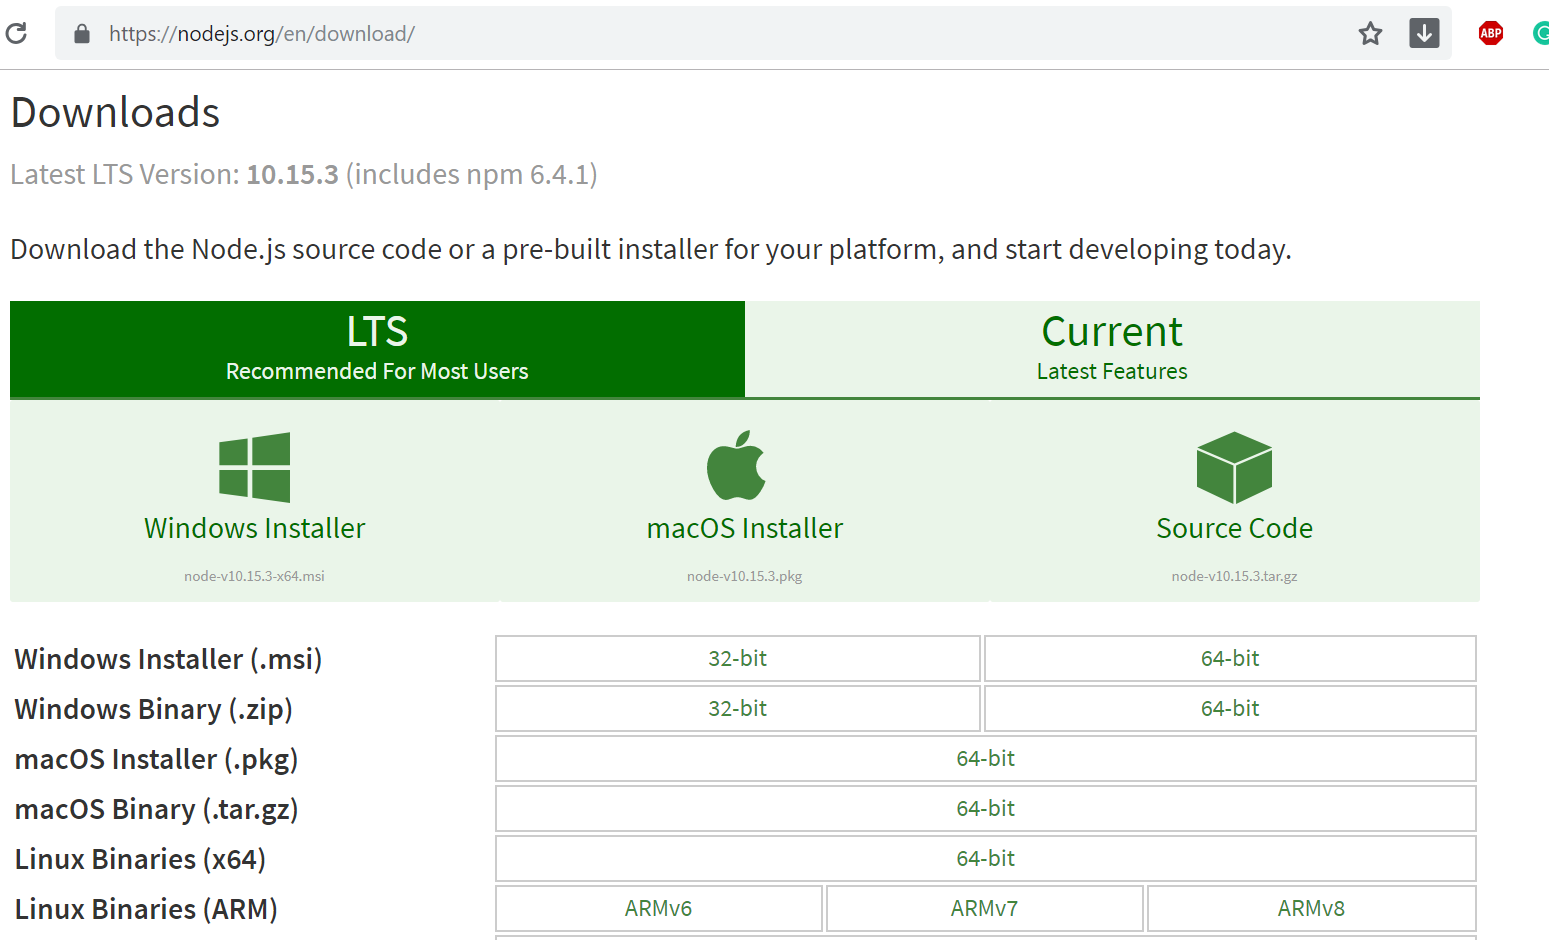 https://nodejs.org/en/download/
ABP
Downloads
Latest LTS Version: 10.15.3 (includes npm 6.4.1)
Download the Node.js source code or a pre-built installer for your platform, and start developing today.
LTS
Recommended For Most Users
Current
Latest Features
Windows Installer
node-v10.15.3-x64.msi
macOS Installer
node-v10.15.3.pkg
Source Code
node-v10.15.3.tar.gz
Windows Installer (.msi) 32-bit 64-bit
Windows Binary (.zip) 32-bit 64-bit
macOS Installer (.pkg) 64-bit
macOS Binary (.tar.gz) 64-bit
Linux Binaries (x64) 64-bit
Linux Binaries (ARM) ARMv6 ARMv7 ARMv8